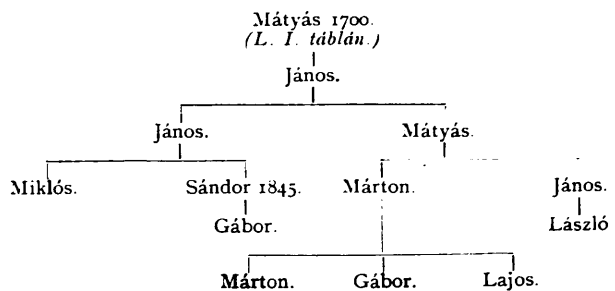 Mátyás 1700.
(L. I. táblán.)
János.
János. Mátyás.
Miklós. Sándor 1845. Márton. János.
Gábor. László
Márton. Gábor. Lajos.